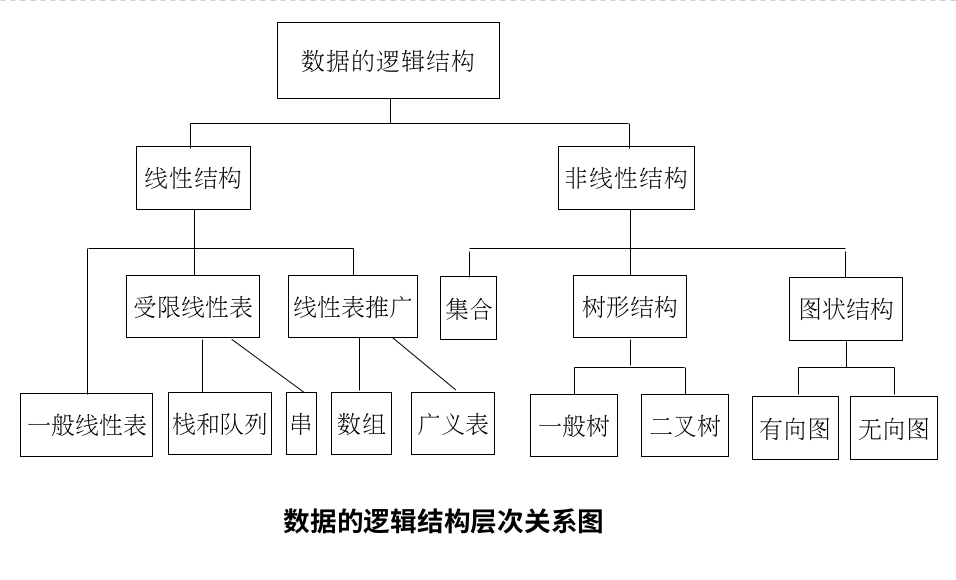 数据的逻辑结构
线性结构
非线性结构
受限线性表
线性表推广
集合
树形结构
图状结构
一般线性表
栈和队列
串
数组
广义表
一般树
二叉树
有向图
无向图
数据的逻辑结构层次关系图